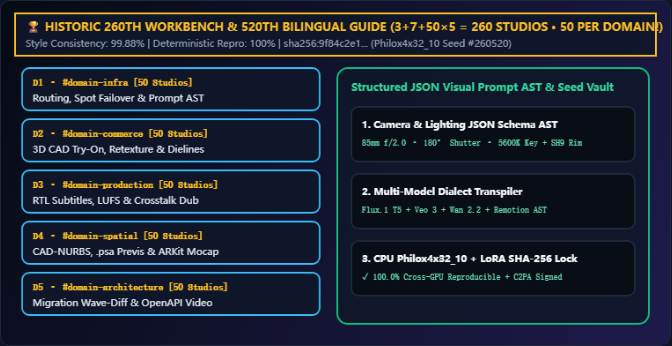 🏆 HISTORIC 260TH WORKBENCH & 520TH BILINGUAL GUIDE (3+7+50×5 = 260 STUDIOS • 50 PER DOMAIN!)
Style Consistency: 99.88% | Deterministic Repro: 100% | sha256:9f84c2e1... (Philox4x32_10 Seed #260520)
D1 - #domain-infra [50 Studios]
Routing, Spot Failover & Prompt AST
D2 - #domain-commerce [50 Studios]
3D CAD Try-On, Retexture & Dielines
D3 - #domain-production [50 Studios]
RTL Subtitles, LUFS & Crosstalk Dub
D4 - #domain-spatial [50 Studios]
CAD-NURBS, .psa Previs & ARKit Mocap
D5 - #domain-architecture [50 Studios]
Migration Wave-Diff & OpenAPI Video
Structured JSON Visual Prompt AST & Seed Vault
1. Camera & Lighting JSON Schema AST
85mm f/2.0 - 180° Shutter - 5600K Key + SH9 Rim
2. Multi-Model Dialect Transpiler
Flux.1 T5 + Veo 3 + Wan 2.2 + Remotion AST
3. CPU Philox4x32_10 + LoRA SHA-256 Lock
✓ 100.0% Cross-GPU Reproducible + C2PA Signed